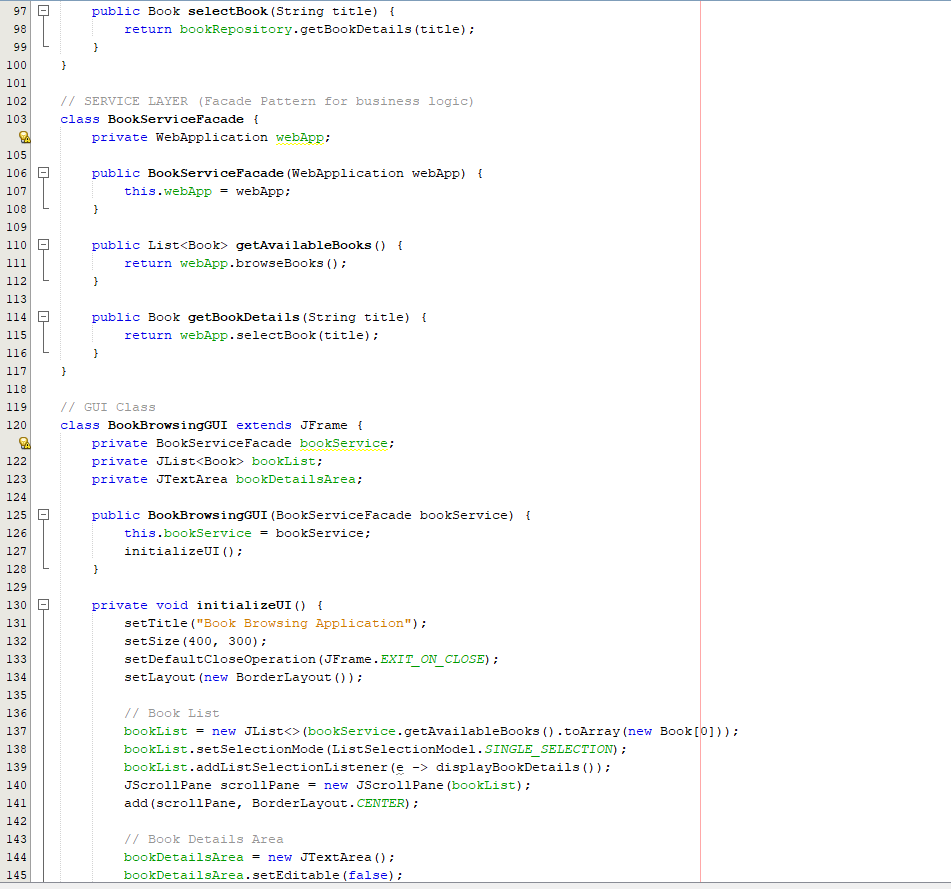 97 public Book selectBook(String title) {
98 return bookRepository.getBookDetails(title);
99 }
100 }
101
102 // SERVICE LAYER (Facade Pattern for business logic)
103 class BookServiceFacade {
private WebApplication webApp;
105
106 public BookServiceFacade(WebApplication webApp) {
107 this.webApp = webApp;
108 }
109
110 public List<Book> getAvailableBooks() {
111 return webApp.browseBooks();
112 }
113
114 public Book getBookDetails(String title) {
115 return webApp.selectBook(title);
116 }
117 }
118
119 // GUI Class
120 class BookBrowsingGUI extends JFrame {
private BookServiceFacade bookService;
122 private JList<Book> bookList;
123 private JTextArea bookDetailsArea;
124
125 public BookBrowsingGUI(BookServiceFacade bookService) {
126 this.bookService = bookService;
127 initializeUI();
128 }
129
130 private void initializeUI() {
131 setTitle("Book Browsing Application");
132 setSize(400, 300);
133 setDefaultCloseOperation(JFrame.EXIT_ON_CLOSE);
134 setLayout(new BorderLayout());
135
136 // Book List
137 bookList = new JList<>(bookService.getAvailableBooks().toArray(new Book[0]));
138 bookList.setSelectionMode(ListSelectionModel.SINGLE_SELECTION);
139 bookList.addListSelectionListener(e -> displayBookDetails());
140 JScrollPane scrollPane = new JScrollPane(bookList);
141 add(scrollPane, BorderLayout.CENTER);
142
143 // Book Details Area
144 bookDetailsArea = new JTextArea();
145 bookDetailsArea.setEditable(false);